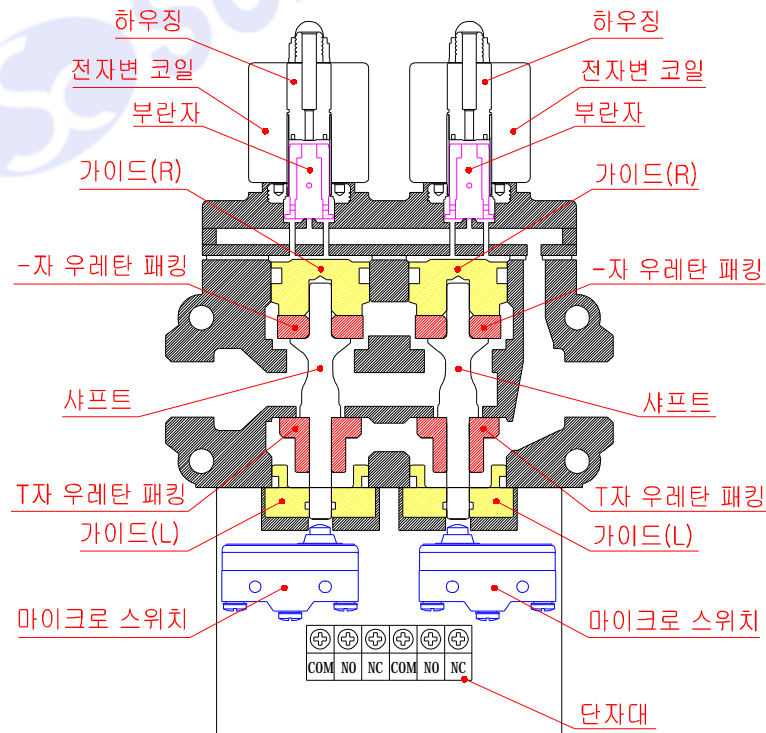 하우징
하우징
전자변 코일
전자변 코일
부란자
부란자
가이드(R)
가이드(R)
-자 우레탄 패킹
-자 우레탄 패킹
샤프트
샤프트
T자 우레탄 패킹
T자 우레탄 패킹
가이드(L)
가이드(L)
마이크로 스위치
마이크로 스위치
COM NO NC COM NO NC
단자대